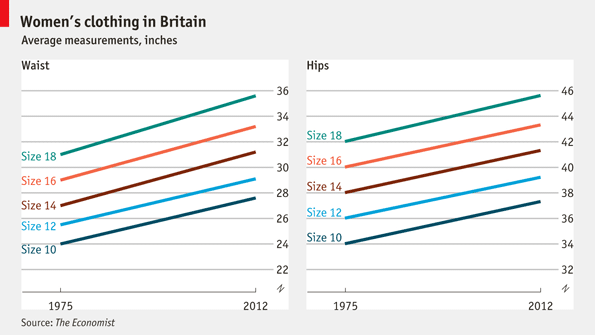 Women's clothing in Britain
Average measurements, inches
Waist
36
34
32
30
28
26
24
22
Size 18
Size 16
Size 14
Size 12
Size 10
1975
2012
Hips
46
44
42
40
38
36
34
32
Size 18
Size 16
Size 14
Size 12
Size 10
1975
2012
Source: The Economist